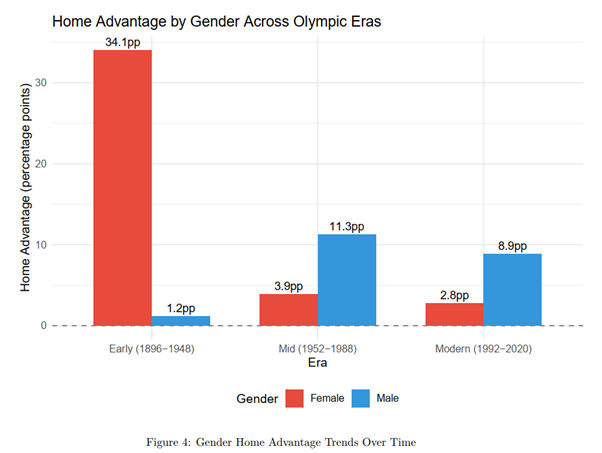 Home Advantage by Gender Across Olympic Eras
34.1pp
1.2pp
3.9pp
11.3pp
2.8pp
8.9pp
30
20
10
0
Home Advantage (percentage points)
Early (1896−1948)
Mid (1952−1988)
Modern (1992−2020)
Era
Gender
Female
Male
Figure 4: Gender Home Advantage Trends Over Time